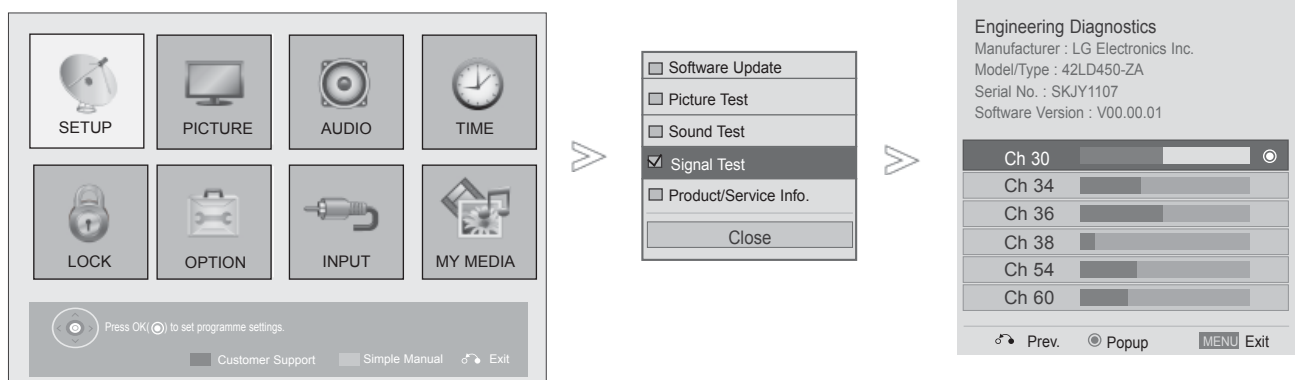 SETUP PICTURE AUDIO TIME
LOCK OPTION INPUT MY MEDIA
Press OK(◉) to set programme settings.
Customer Support Simple Manual Exit
Software Update
Picture Test
Sound Test
Signal Test
Product/Service Info.
Close
Engineering Diagnostics
Manufacturer : LG Electronics Inc.
Model/Type : 42LD450-ZA
Serial No. : SKJY1107
Software Version : V00.00.01
Ch 30
Ch 34
Ch 36
Ch 38
Ch 54
Ch 60
Prev. Popup MENU Exit